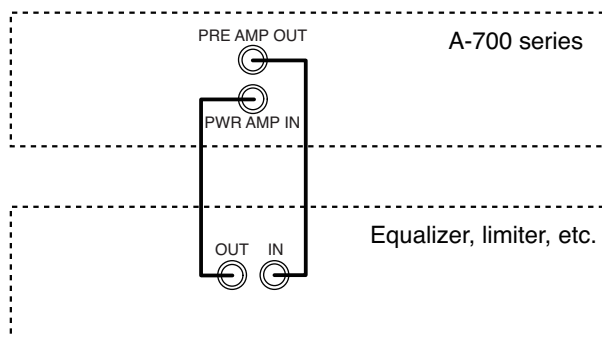 PRE AMP OUT
A-700 series
PWR AMP IN
Equalizer, limiter, etc.
OUT IN